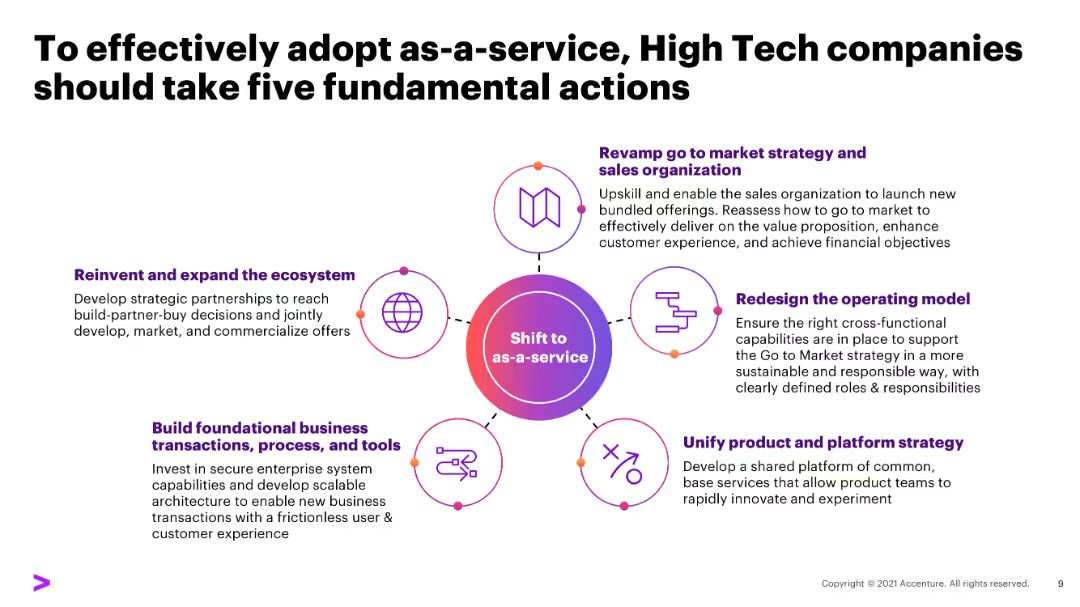 To effectively adopt as-a-service, High Tech companies
should take five fundamental actions
Revamp go to market strategy and
sales organization
Upskill and enable the sales organization to launch new
bundled offerings. Reassess how to go to market to
effectively deliver on the value proposition, enhance
customer experience, and achieve financial objectives
Reinvent and expand the ecosystem
Develop strategic partnerships to reach
build-partner-buy decisions and jointly
develop, market, and commercialize offers
Redesign the operating model
Ensure the right cross-functional
capabilities are in place to support
the Go to Market strategy in a more
sustainable and responsible way, with
clearly defined roles & responsibilities
Shift to
as-a-service
Build foundational business
transactions, process, and tools
Invest in secure enterprise system
capabilities and develop scalable
architecture to enable new business
transactions with a frictionless user &
customer experience
Unify product and platform strategy
Develop a shared platform of common,
base services that allow product teams to
rapidly innovate and experiment
Copyright © 2021 Accenture. All rights reserved.
9